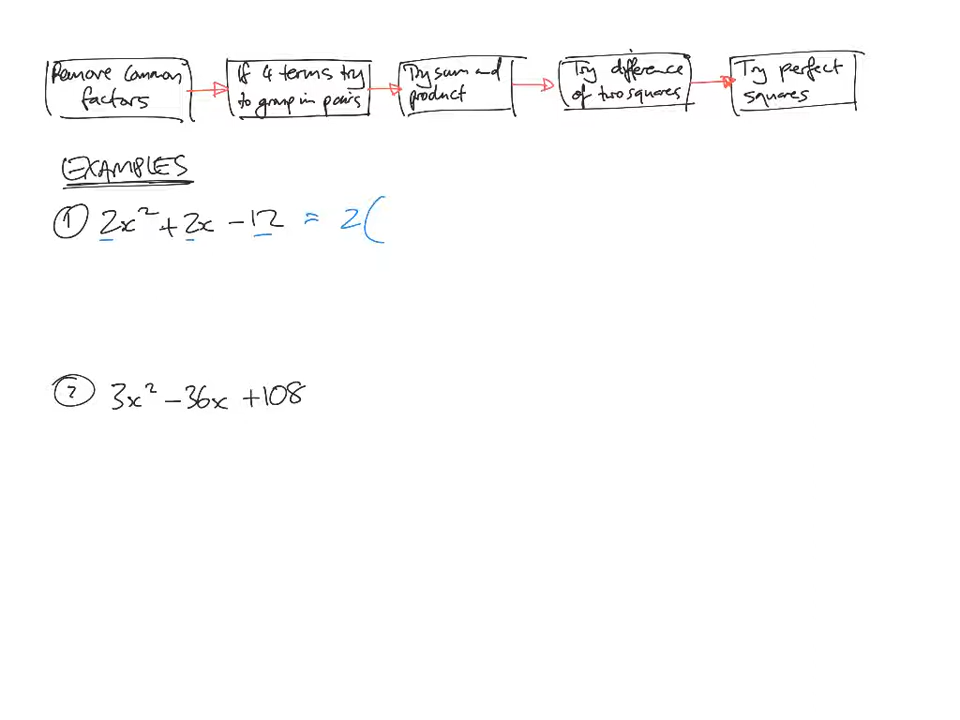 Remove Common factors
If 4 terms try to group in pairs
Try sum and product
Try difference of two squares
Try perfect squares
EXAMPLES
① 2x² + 2x - 12 = 2(
② 3x² - 36x + 108